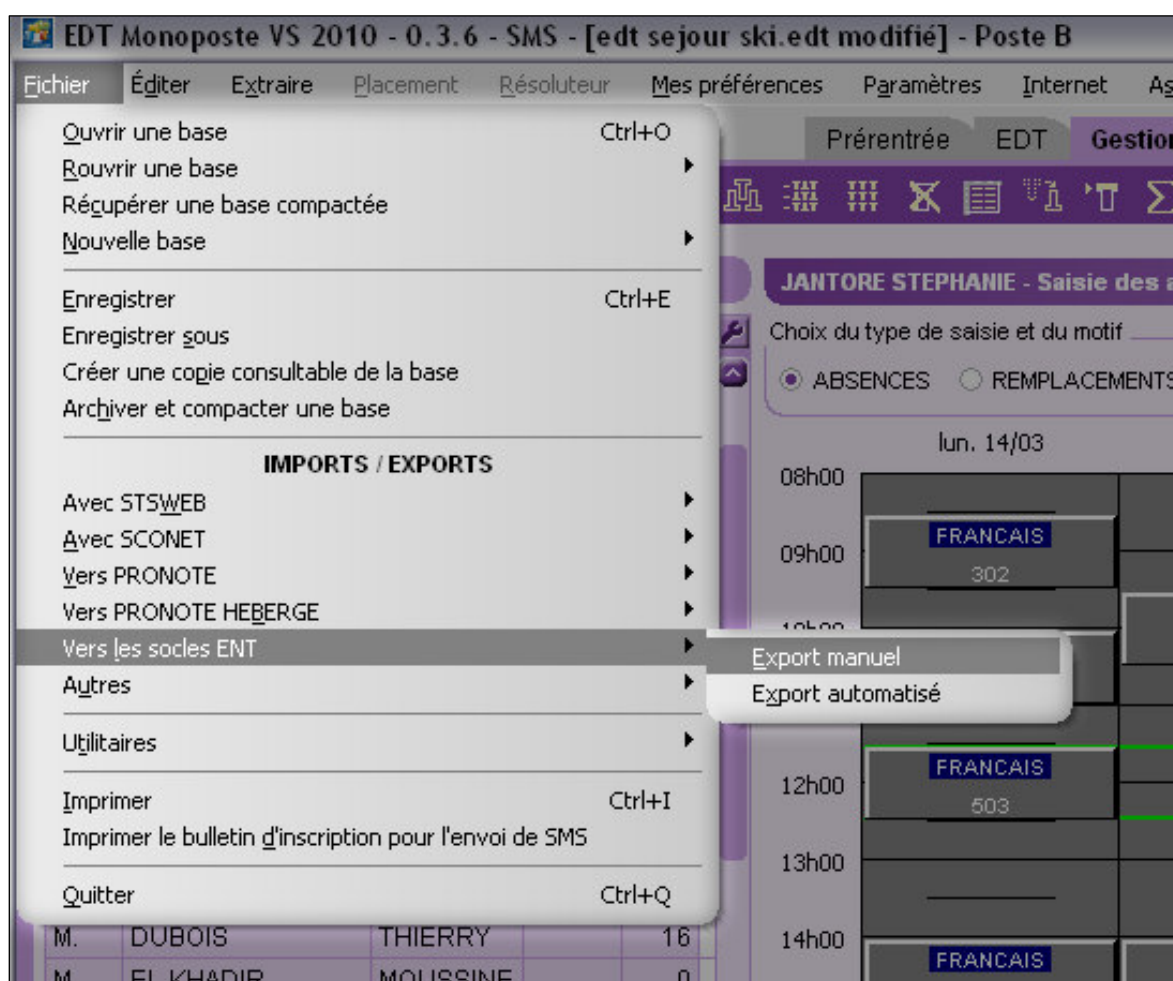 EDT Monoposte VS 2010 - 0.3.6 - SMS - [edt sejour ski.edt modifié] - Poste B
Fichier Éditer Extraire Placement Résoluteur Mes préférences Paramètres Internet
Prérentrée EDT
Ouvrir une base Ctrl+O
Rouvrir une base
Récupérer une base compactée
Nouvelle base
Enregistrer Ctrl+E
Enregistrer sous
Créer une copie consultable de la base
Archiver et compacter une base
IMPORTS / EXPORTS
Avec STSWEB
Avec SCONET
Vers PRONOTE
Vers PRONOTE HEBERGE
Vers les socles ENT
Autres
Utilitaires
Imprimer Ctrl+I
Imprimer le bulletin d'inscription pour l'envoi de SMS
Quitter Ctrl+Q
Export manuel
Export automatisé
JANTORE STEPHANIE - Saisie des
Choix du type de saisie et du motif
ABSENCES REMPLACEMENTS
lun. 14/03
08h00
FRANCAIS
09h00
302
12h00
FRANCAIS
503
13h00
14h00
FRANCAIS
M. DUBOIS THIERRY 16
M. EL KHADIR MOUSSINE 0